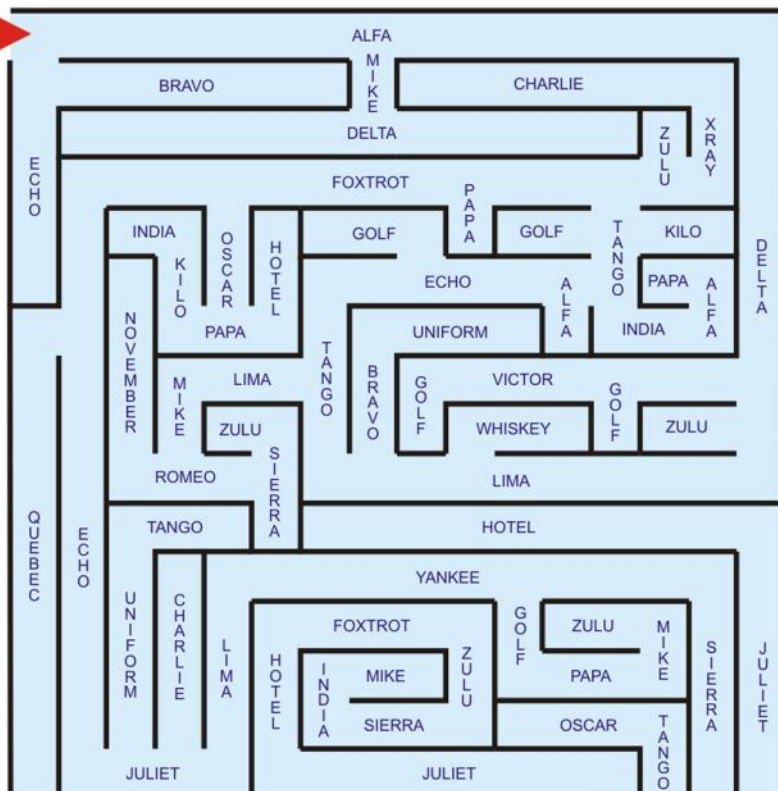 ALFA
MIKE
BRAVO
CHARLIE
DELTA
ZULU
XRAY
ECHO
FOXTROT
PAPA
INDIA
OSCAR
HOTEL
GOLF
GOLF
TANGO
KILO
DELTA
KILO
ECHO
ALFA
PAPA
ALFA
NOVEMBER
PAPA
TANGO
UNIFORM
INDIA
MIKE
LIMA
BRAVO
GOLF
VICTOR
GOLF
ZULU
WHISKEY
ZULU
SIERRA
ROMEO
LIMA
QUEBEC
ECHO
TANGO
HOTEL
YANKEE
UNIFORM
CHARLIE
LIMA
FOXTROT
GOLF
ZULU
MIKE
HOTEL
INDIA
MIKE
ZULU
PAPA
SIERRA
JULIET
SIERRA
OSCAR
TANGO
JULIET
JULIET